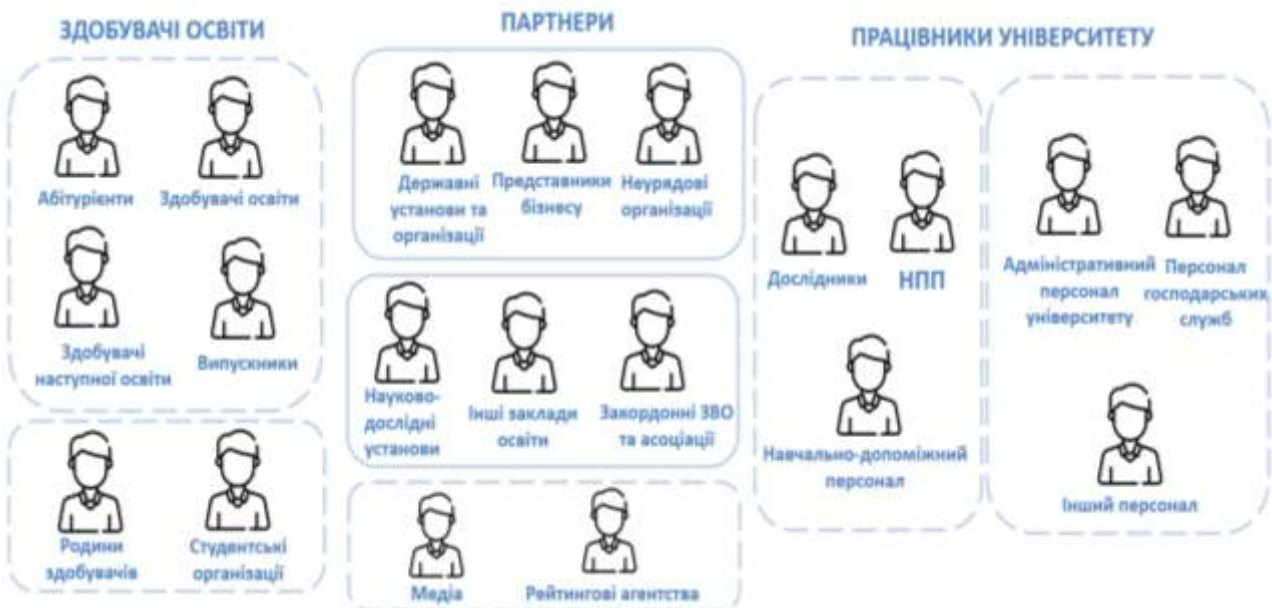 ЗДОБУВАЧІ ОСВІТИ
Абітурієнти
Здобувачі освіти
Здобувачі
наступної освіти
Випускники
Родини
здобувачів
Студентські
організації
ПАРТНЕРИ
Державні
установи та
організації
Представники
бізнесу
Неурядові
організації
Науково-
дослідні
установи
Інші заклади
освіти
Закордонні ЗВО
та асоціації
Медіа
Рейтингові агентства
ПРАЦІВНИКИ УНІВЕРСИТЕТУ
Дослідники
НПП
Навчально-допоміжний
персонал
Адміністративний
персонал
університету
Персонал
господарських
служб
Інший персонал